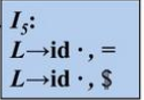 I₅:
L→id · , =
L→id · , $